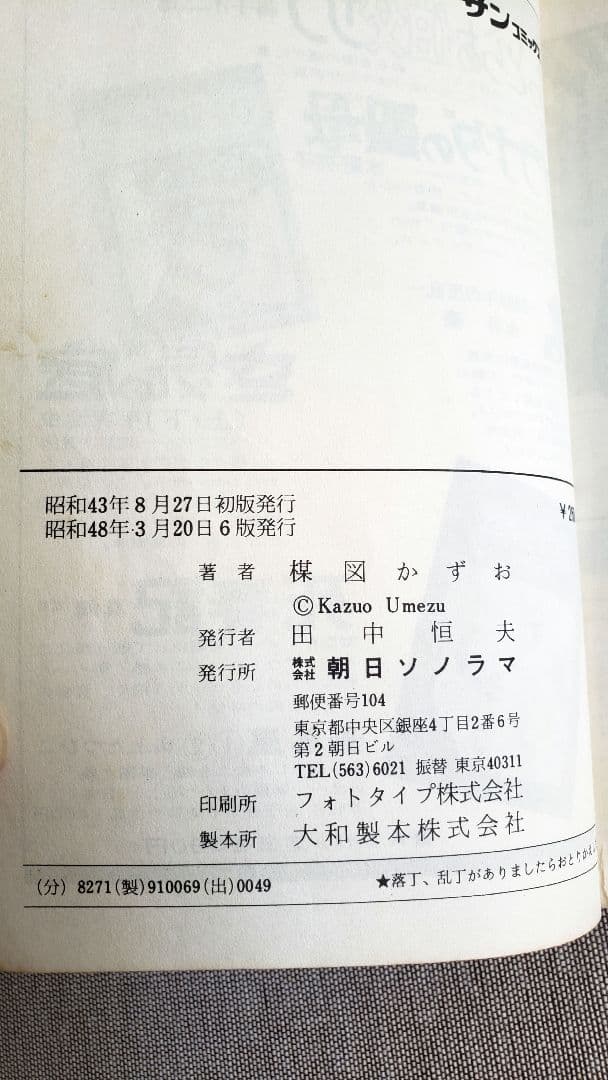 サンコミックス
昭和43年8月27日初版発行
昭和48年3月20日6版発行
¥2
著者 楳図かずお
©Kazuo Umezu
発行者 田中恒夫
発行所 株式会社 朝日ソノラマ
郵便番号104
東京都中央区銀座4丁目2番6号
第2朝日ビル
TEL(563)6021 振替 東京40311
印刷所 フォトタイプ株式会社
製本所 大和製本株式会社
(分)8271(製)910069(出)0049
★落丁、乱丁がありましたらおとりかえ